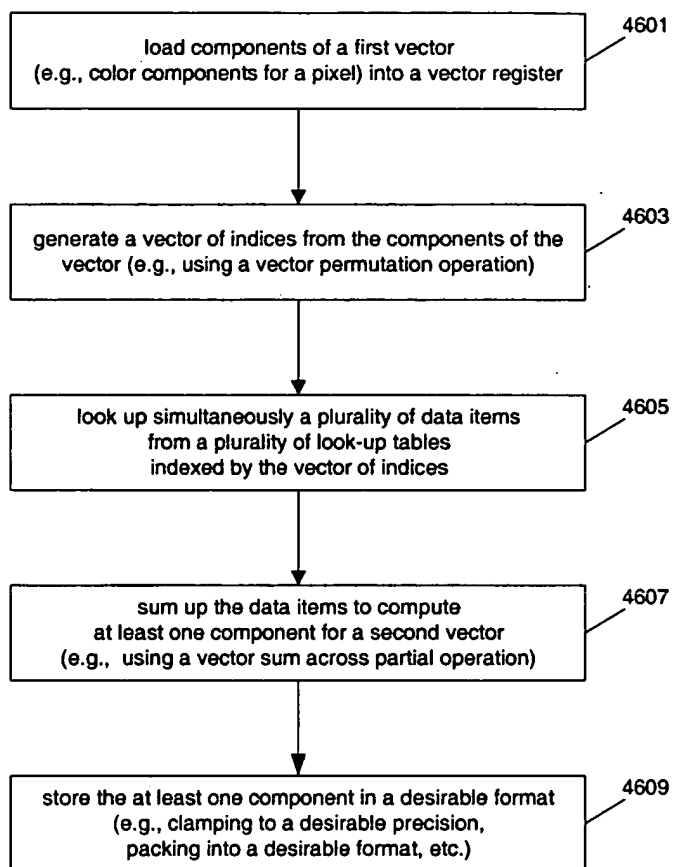 4601
load components of a first vector
(e.g., color components for a pixel) into a vector register
4603
generate a vector of indices from the components of the
vector (e.g., using a vector permutation operation)
4605
look up simultaneously a plurality of data items
from a plurality of look-up tables
indexed by the vector of indices
4607
sum up the data items to compute
at least one component for a second vector
(e.g., using a vector sum across partial operation)
4609
store the at least one component in a desirable format
(e.g., clamping to a desirable precision,
packing into a desirable format, etc.)